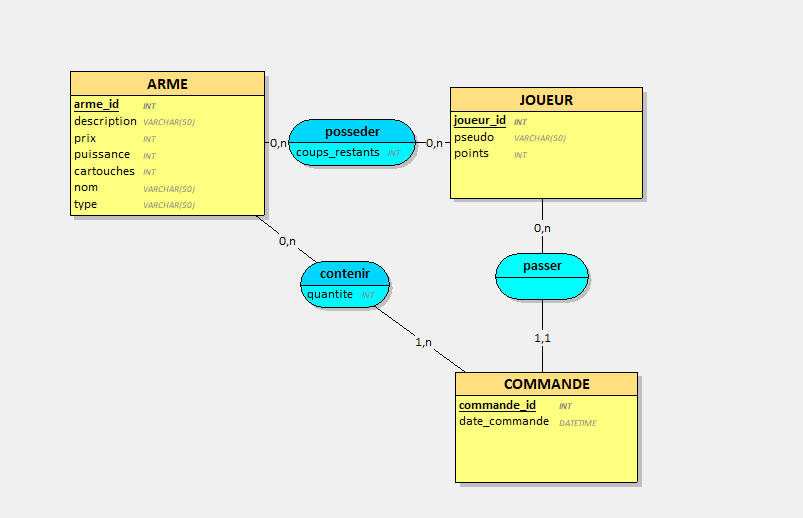 ARME
arme_id INT
description VARCHAR(50)
prix INT
puissance INT
cartouches INT
nom VARCHAR(50)
type VARCHAR(50)
0,n
posseder
coups_restants INT
0,n
JOUEUR
joueur_id INT
pseudo VARCHAR(50)
points INT
0,n
contenir
quantite INT
1,n
0,n
passer
1,1
COMMANDE
commande_id INT
date_commande DATETIME